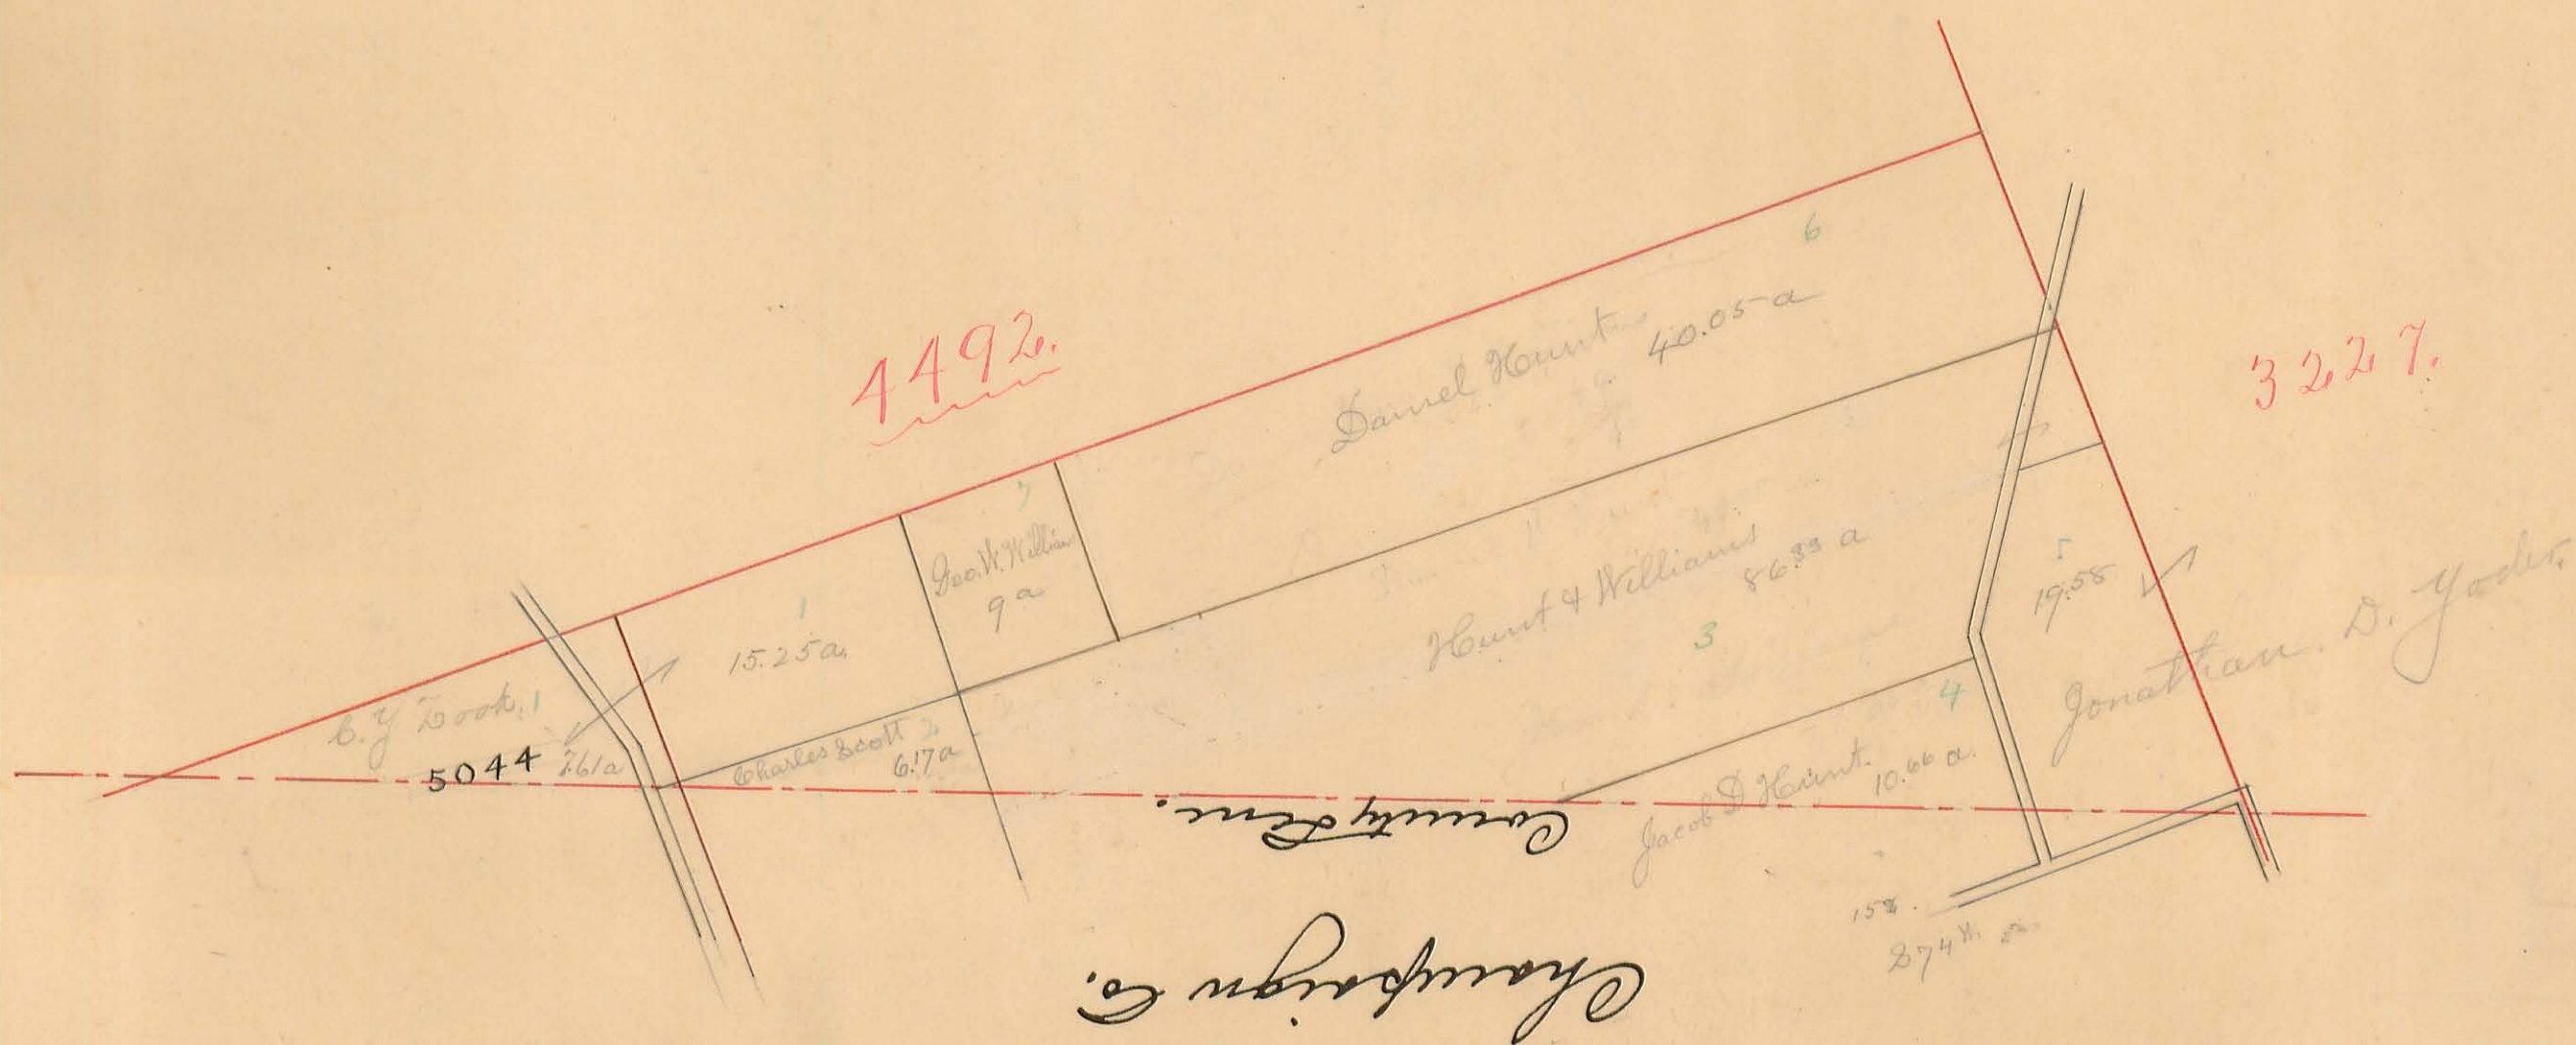 6
4492.
Daniel Hunt
40.05 a
3227.
7
Geo. W. William
9 a
1
15.25 a.
Hunt & Williams
86.89 a
3
5
19.58
Jonathan. D. Yoder.
C. Y Zook. 1
5044 7.61 a
Charles Scott 2
6.17 a
4
Jacob D Hunt.
10.66 a.
County Line.
Champaign Co.
S 74